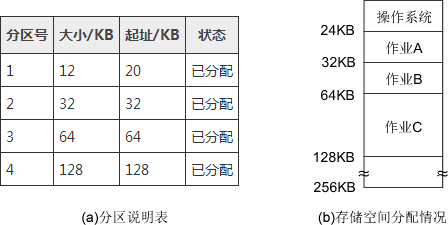 分区号 大小/KB 起址/KB 状态
1 12 20 已分配
2 32 32 已分配
3 64 64 已分配
4 128 128 已分配
(a)分区说明表
操作系统
24KB
作业A
32KB
作业B
64KB
作业C
128KB
256KB
(b)存储空间分配情况